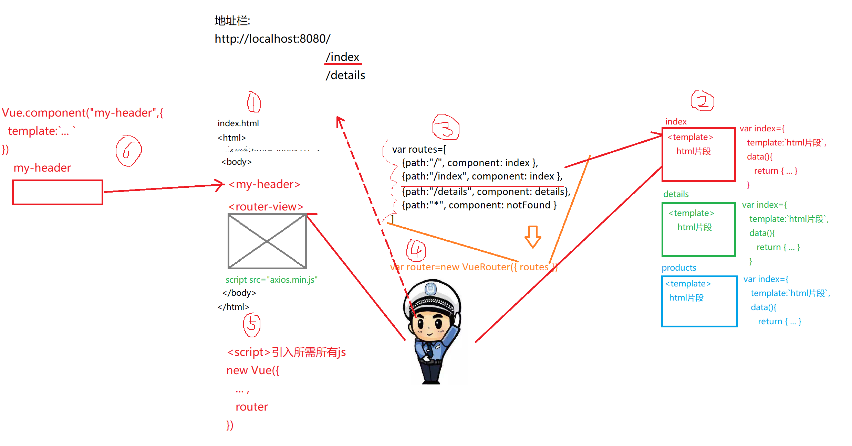 地址栏:
http://localhost:8080/
/index
/details
①
index.html
<html>
<body>
<my-header>
<router-view>
script src="axios.min.js"
</body>
</html>
⑤
<script>引入所需所有js
new Vue({
... ,
router
})
Vue.component("my-header",{
template:`... `
})
⑥
my-header
③
var routes=[
{path:"/", component: index },
{path:"/index", component: index },
{path:"/details", component: details},
{path:"*", component: notFound }
]
④
var router=new VueRouter({ routes })
②
index
<template>
html片段
var index={
template:`html片段`,
data(){
return { ... }
}
details
<template>
html片段
var index={
template:`html片段`,
data(){
return { ... }
}
products
<template>
html片段
var index={
template:`html片段`,
data(){
return { ... }